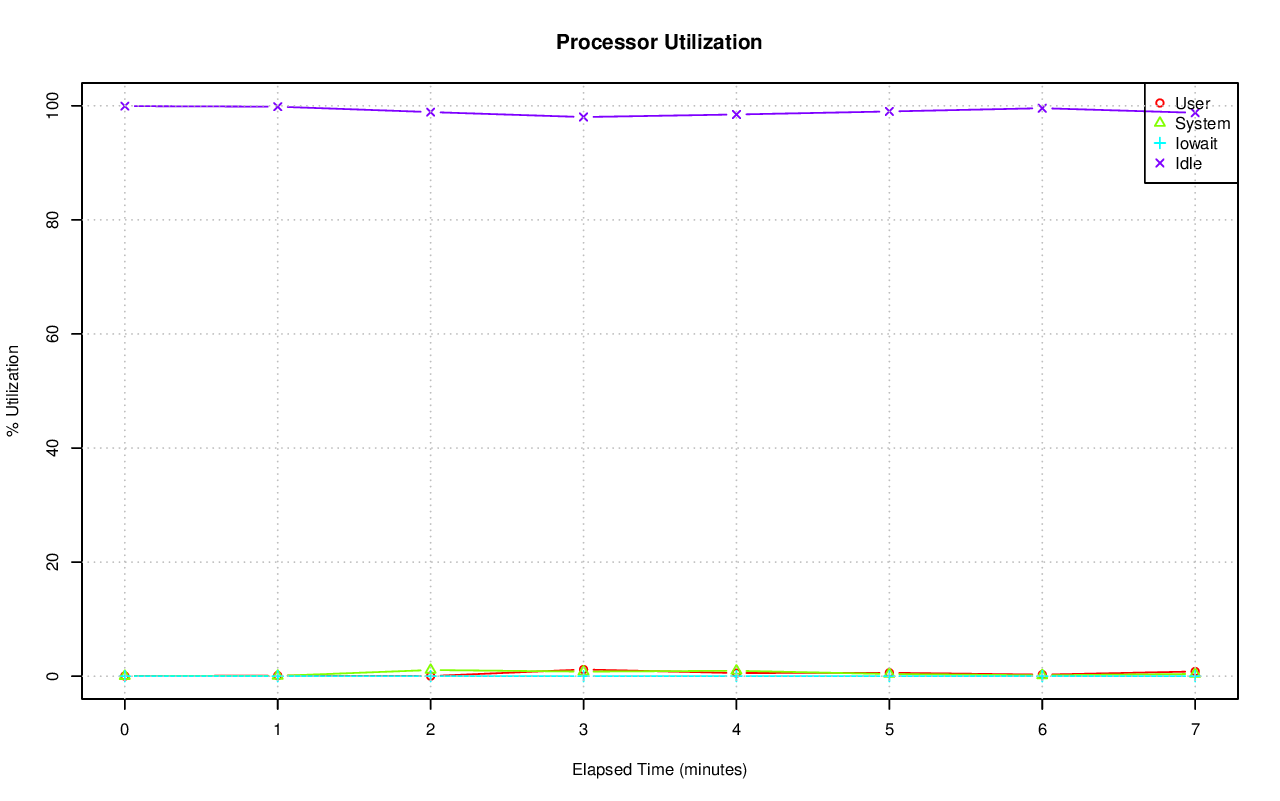 Processor Utilization
100
80
60
40
20
0
% Utilization
User
System
Iowait
Idle
0 1 2 3 4 5 6 7
Elapsed Time (minutes)